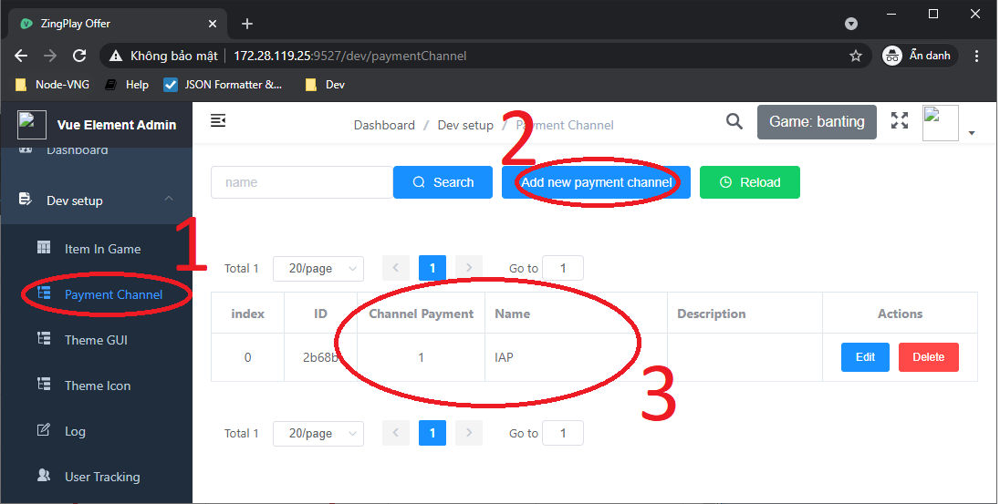 ZingPlay Offer
Không bảo mật | 172.28.119.25:9527/dev/paymentChannel
Ẩn danh
Node-VNG Help JSON Formatter &... Dev
Vue Element Admin
Dashboard / Dev setup / Payment Channel
Game: banting
Dashboard
2
name Search Add new payment channel Reload
Dev setup
1
Item In Game
Total 1 20/page 1 Go to 1
Payment Channel
index ID Channel Payment Name Description Actions
Theme GUI
0 2b68b 1 IAP Edit Delete
3
Theme Icon
Log
Total 1 20/page 1 Go to 1
User Tracking